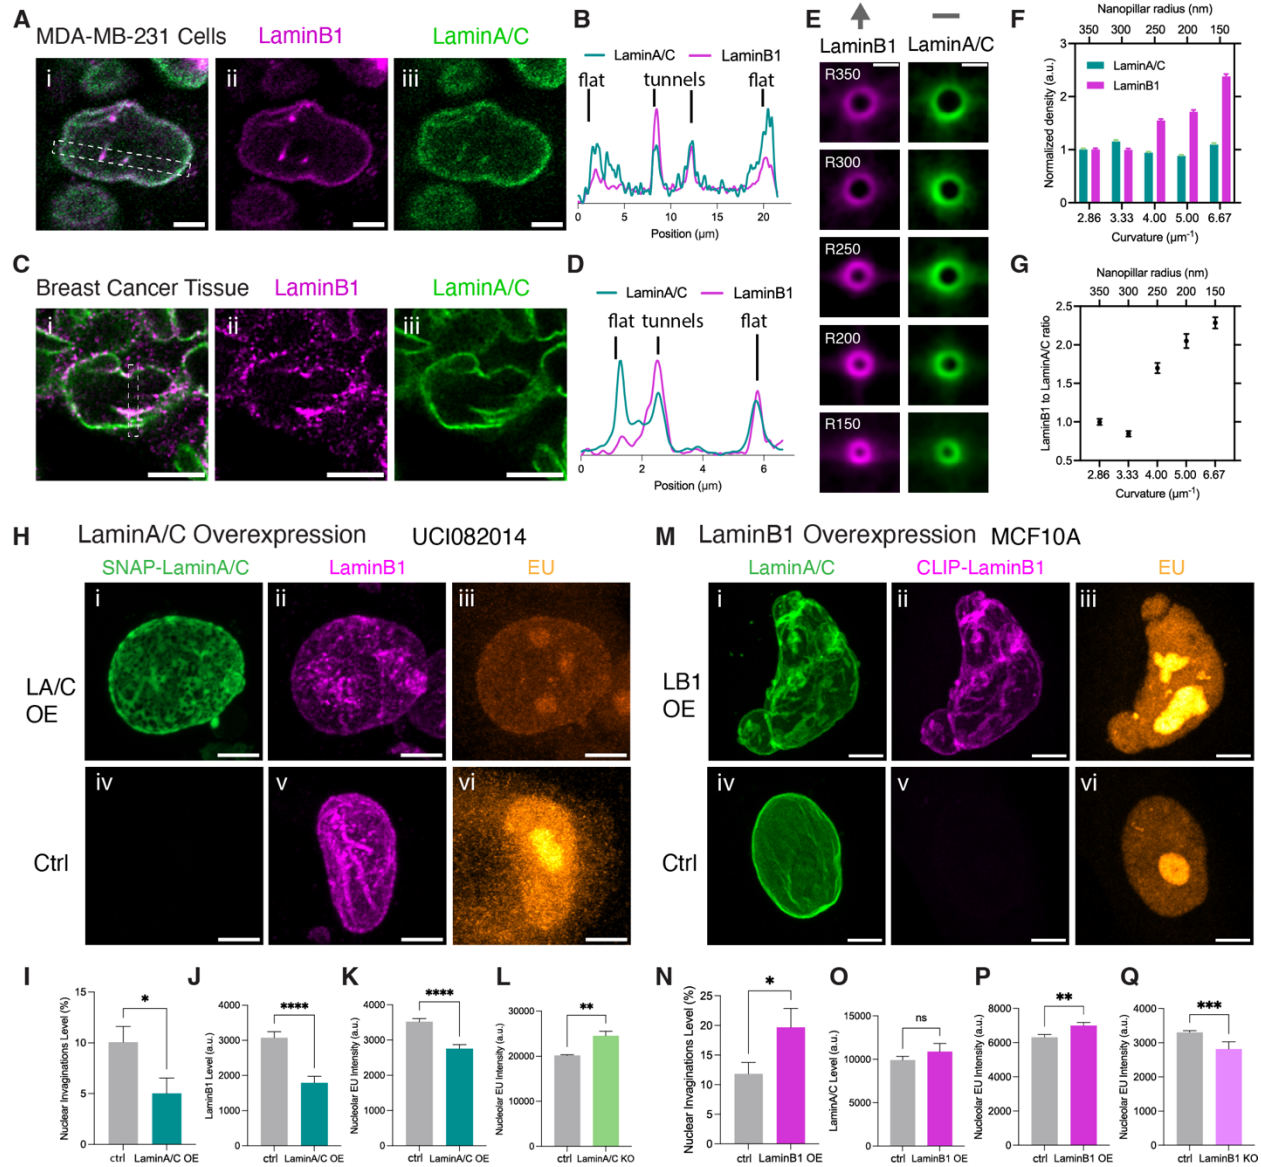 A
MDA-MB-231 Cells LaminB1 LaminA/C
i ii iii
B
LaminA/C LaminB1
flat tunnels flat
0 5 10 15 20
Position (µm)
C
Breast Cancer Tissue LaminB1 LaminA/C
i ii iii
D
LaminA/C LaminB1
flat tunnels flat
0 2 4 6
Position (µm)
E
LaminB1 LaminA/C
R350
R300
R250
R200
R150
F
Nanopillar radius (nm)
350 300 250 200 150
Normalized density (a.u.)
3
2
1
0
LaminA/C
LaminB1
2.86 3.33 4.00 5.00 6.67
Curvature (µm⁻¹)
G
Nanopillar radius (nm)
350 300 250 200 150
LaminB1 to LaminA/C ratio
2.5
2.0
1.5
1.0
0.5
2.86 3.33 4.00 5.00 6.67
Curvature (µm⁻¹)
H LaminA/C Overexpression UCI082014
SNAP-LaminA/C LaminB1 EU
i ii iii
LA/C
OE
iv v vi
Ctrl
M LaminB1 Overexpression MCF10A
LaminA/C CLIP-LaminB1 EU
i ii iii
LB1
OE
iv v vi
Ctrl
I
Nuclear Invaginations Level (%)
15
10
5
0
*
ctrl LaminA/C OE
J
LaminB1 Level (a.u.)
4000
3000
2000
1000
0
****
ctrl LaminA/C OE
K
Nucleolar EU Intensity (a.u.)
4000
3000
2000
1000
0
****
ctrl LaminA/C OE
L
Nucleolar EU Intensity (a.u.)
30000
20000
10000
0
**
ctrl LaminA/C KO
N
Nuclear Invaginations Level (%)
25
20
15
10
5
0
*
ctrl LaminB1 OE
O
LaminA/C Level (a.u.)
15000
10000
5000
0
ns
ctrl LaminB1 OE
P
Nucleolar EU Intensity (a.u.)
8000
6000
4000
2000
0
**
ctrl LaminB1 OE
Q
Nucleolar EU Intensity (a.u.)
4000
3000
2000
1000
0
***
ctrl LaminB1 KO